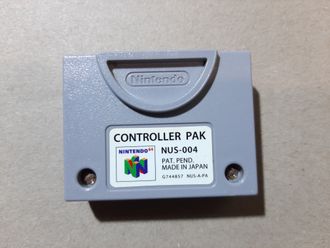 Nintendo
CONTROLLER PAK
NINTENDO 64
NUS-004
PAT. PEND.
MADE IN JAPAN
G744857 NUS-A-PA